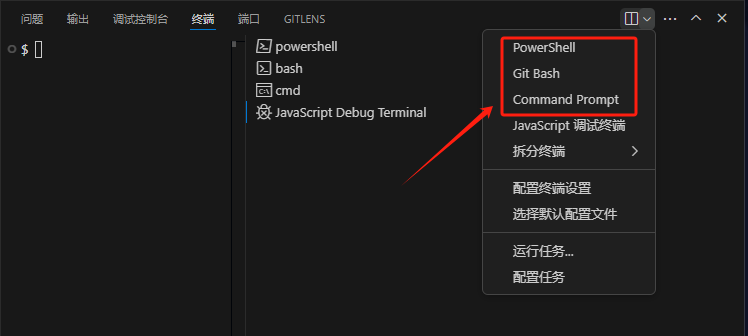 问题 输出 调试控制台 终端 端口 GITLENS
$
powershell
bash
cmd
JavaScript Debug Terminal
PowerShell
Git Bash
Command Prompt
JavaScript 调试终端
拆分终端
配置终端设置
选择默认配置文件
运行任务...
配置任务